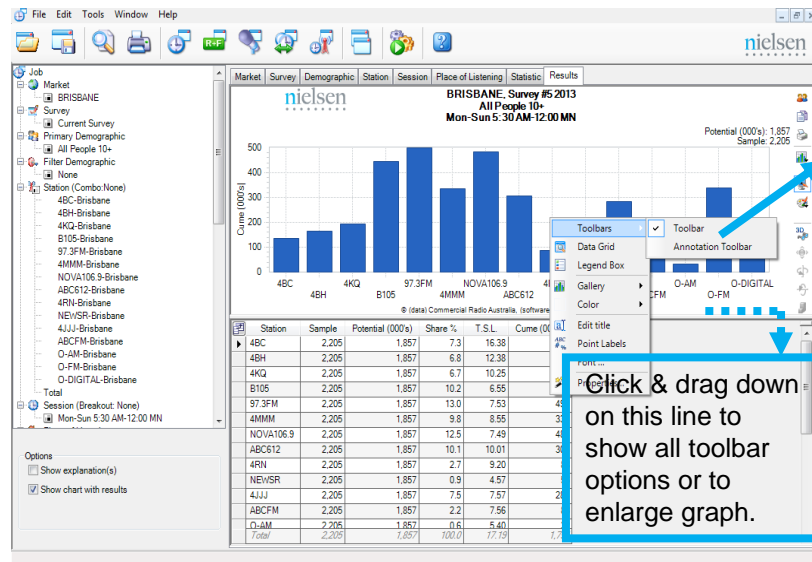 File Edit Tools Window Help
R+F
nielsen
Job
Market
BRISBANE
Survey
Current Survey
Primary Demographic
All People 10+
Filter Demographic
None
Station (Combo:None)
4BC-Brisbane
4BH-Brisbane
4KQ-Brisbane
B105-Brisbane
97.3FM-Brisbane
4MMM-Brisbane
NOVA106.9-Brisbane
ABC612-Brisbane
4RN-Brisbane
NEWSR-Brisbane
4JJJ-Brisbane
ABCFM-Brisbane
O-AM-Brisbane
O-FM-Brisbane
O-DIGITAL-Brisbane
Total
Session (Breakout: None)
Mon-Sun 5:30 AM-12:00 MN
Options
Show explanation(s)
Show chart with results
Market Survey Demographic Station Session Place of Listening Statistic Results
nielsen
BRISBANE, Survey #5 2013
All People 10+
Mon-Sun 5:30 AM-12:00 MN
Potential (000's): 1,857
Sample: 2,205
Cume (000's)
500
400
300
200
100
0
4BC 4KQ 97.3FM NOVA106.9 O-AM O-DIGITAL
4BH B105 4MMM ABC612 CFM O-FM
© (data) Commercial Radio Australia, (software
3D
Toolbars
Data Grid
Legend Box
Gallery
Color
Edit title
Point Labels
Font ...
Toolbar
Annotation Toolbar
Station Sample Potential (000's) Share % T.S.L. Cume (00
4BC 2,205 1,857 7.3 16.38
4BH 2,205 1,857 6.8 12.38
4KQ 2,205 1,857 6.7 10.25
B105 2,205 1,857 10.2 6.55
97.3FM 2,205 1,857 13.0 7.53
4MMM 2,205 1,857 9.8 8.55
NOVA106.9 2,205 1,857 12.5 7.49
ABC612 2,205 1,857 10.1 10.01
4RN 2,205 1,857 2.7 9.20
NEWSR 2,205 1,857 0.9 4.57
4JJJ 2,205 1,857 7.5 7.57
ABCFM 2,205 1,857 2.2 7.56
O-AM 2,205 1,857 0.6 5.40
Total 2,205 1,857 100.0 17.19
Click & drag down
on this line to
show all toolbar
options or to
enlarge graph.